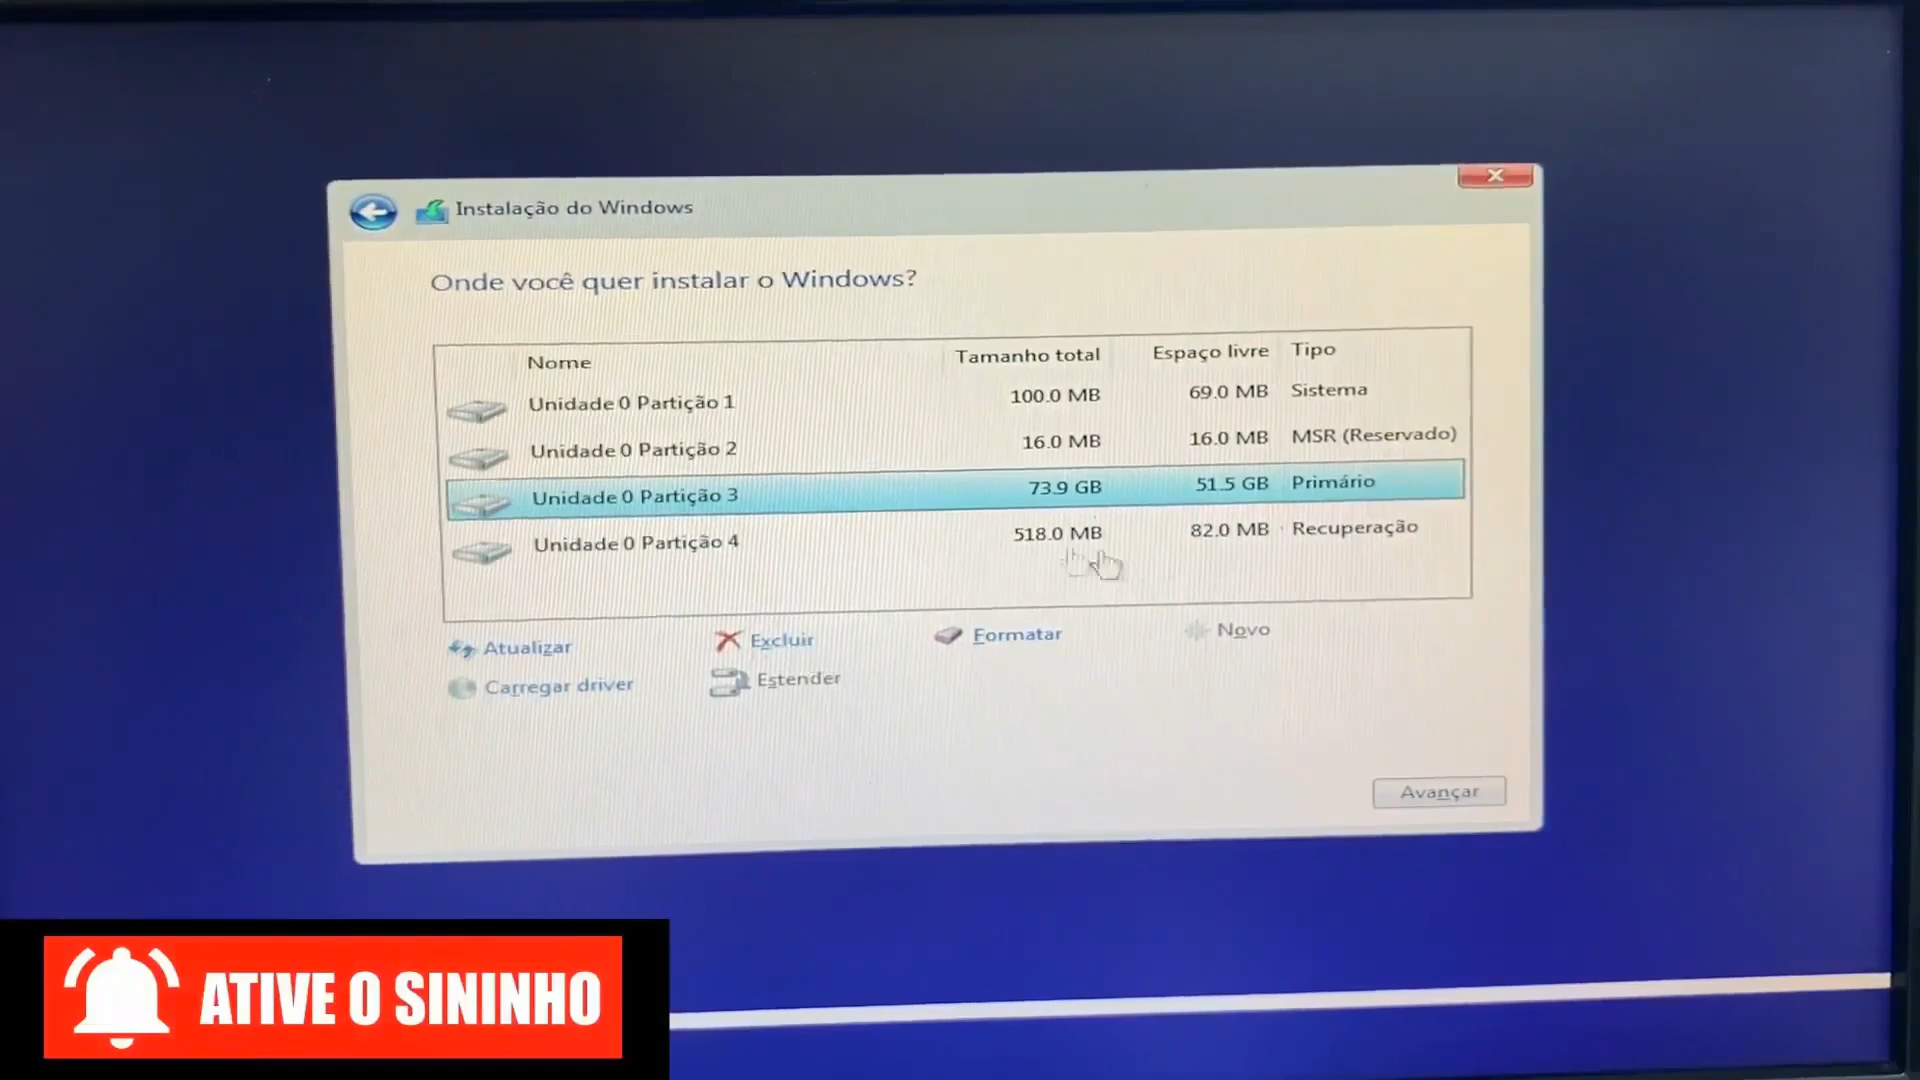 Instalação do Windows
Onde você quer instalar o Windows?
Nome Tamanho total Espaço livre Tipo
Unidade 0 Partição 1 100.0 MB 69.0 MB Sistema
Unidade 0 Partição 2 16.0 MB 16.0 MB MSR (Reservado)
Unidade 0 Partição 3 73.9 GB 51.5 GB Primário
Unidade 0 Partição 4 518.0 MB 82.0 MB Recuperação
Atualizar Excluir Formatar Novo
Carregar driver Estender
Avançar
ATIVE O SININHO